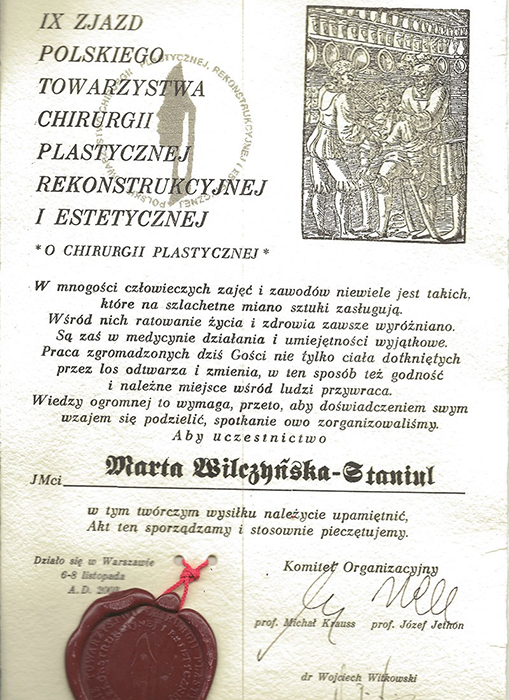 IX ZJAZD
POLSKIEGO
TOWARZYSTWA
CHIRURGII
PLASTYCZNEJ
REKONSTRUKCYJNEJ
I ESTETYCZNEJ
* O CHIRURGII PLASTYCZNEJ *
W mnogości człowieczych zajęć i zawodów niewiele jest takich,
które na szlachetne miano sztuki zasługują.
Wśród nich ratowanie życia i zdrowia zawsze wyróżniano.
Są zaś w medycynie działania i umiejętności wyjątkowe.
Praca zgromadzonych dziś Gości nie tylko ciała dotkniętych
przez los odtwarza i zmienia, w ten sposób też godność
i należne miejsce wśród ludzi przywraca.
Wiedzy ogromnej to wymaga, przeto, aby doświadczeniem swym
wzajem się podzielić, spotkanie owo zorganizowaliśmy.
Aby uczestnictwo
JMci Marta Wilczyńska-Staniul
w tym twórczym wysiłku należycie upamiętnić,
Akt ten sporządzamy i stosownie pieczętujemy.
Działo się w Warszawie
6-8 listopada
A.D.
Komitet Organizacyjny
prof. Michał Krauss prof. Józef Jethon
dr Wojciech Witkowski